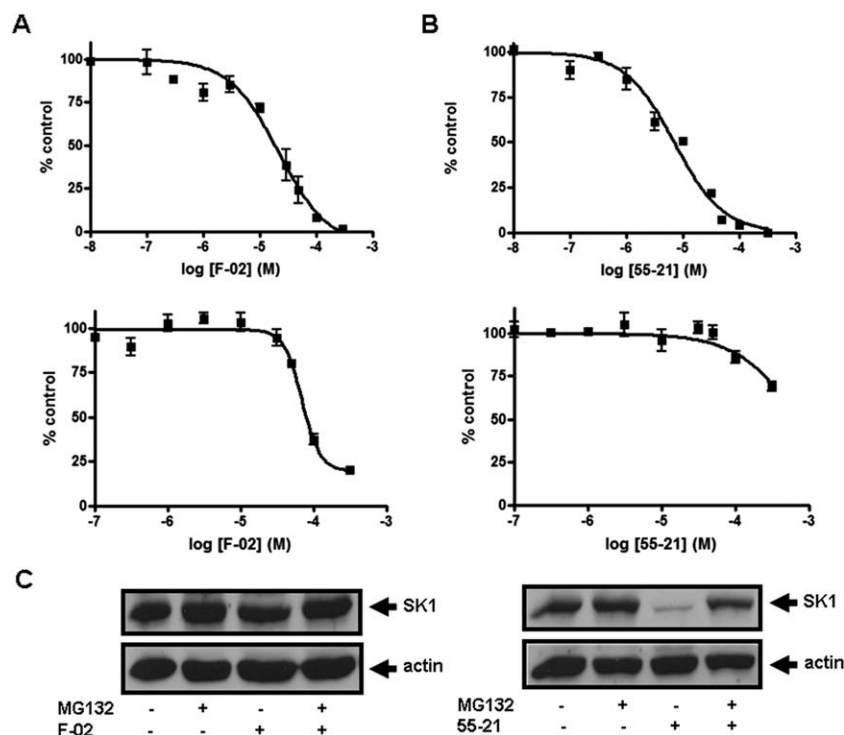 A
B
100
75
50
25
0
% control
-8 -7 -6 -5 -4 -3
log [F-02] (M)
100
75
50
25
0
% control
-8 -7 -6 -5 -4 -3
log [55-21] (M)
100
75
50
25
0
% control
-7 -6 -5 -4 -3
log [F-02] (M)
100
75
50
25
0
% control
-7 -6 -5 -4 -3
log [55-21] (M)
C
SK1
actin
MG132 - + - +
F-02 - - + +
SK1
actin
MG132 - + - +
55-21 - - + +